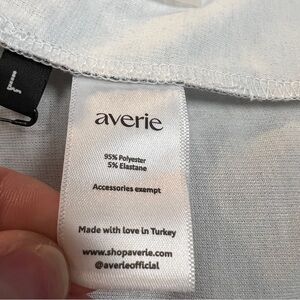 averie
95% Polyester
5% Elastane
Accessories exempt
Made with love in Turkey
www.shopaverie.com
@averieofficial